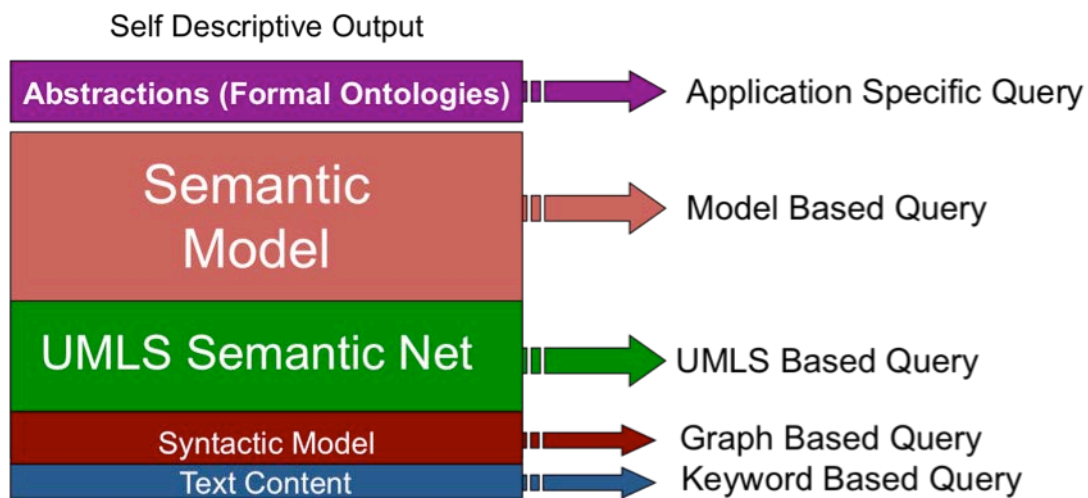 Self Descriptive Output
Abstractions (Formal Ontologies)
Application Specific Query
Semantic
Model
Model Based Query
UMLS Semantic Net
UMLS Based Query
Syntactic Model
Graph Based Query
Text Content
Keyword Based Query